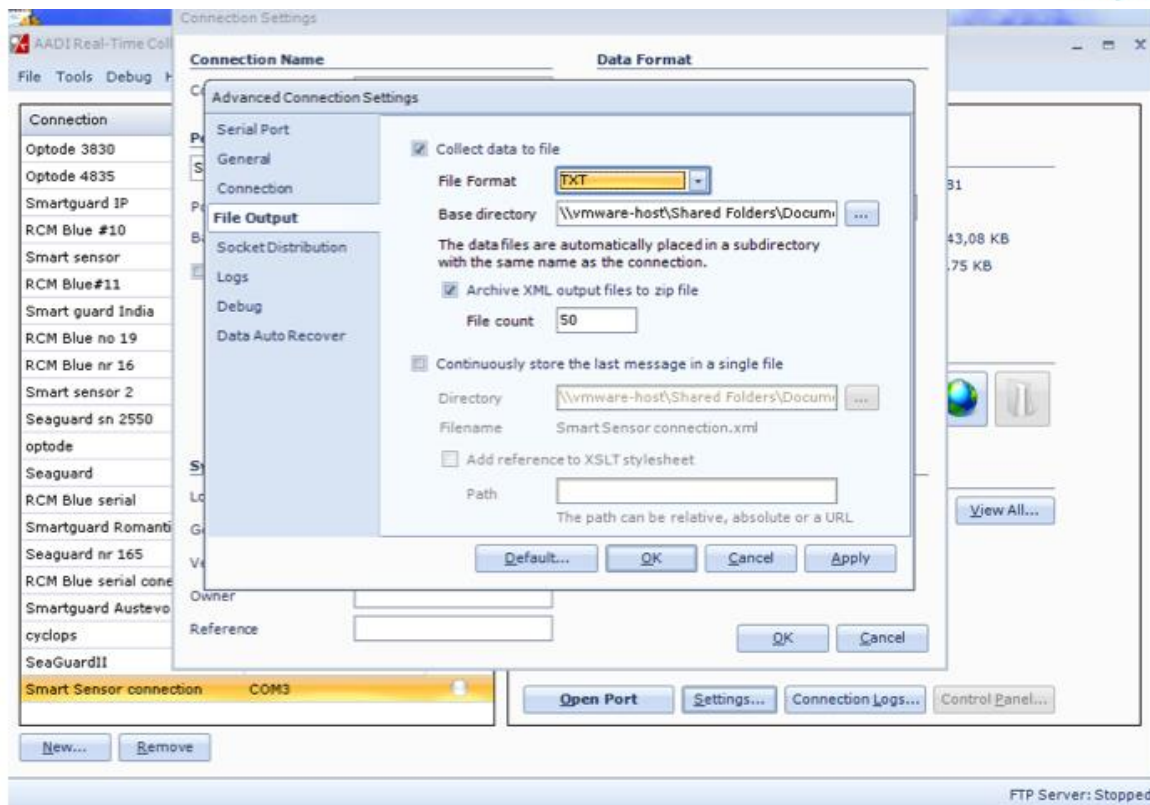 Connection Settings
AADI Real-Time Coll
File Tools Debug H
Connection Name
Data Format
Advanced Connection Settings
Serial Port
General
Connection
File Output
Socket Distribution
Logs
Debug
Data Auto Recover
Collect data to file
File Format TXT
Base directory \\vmware-host\Shared Folders\Docum ...
The data files are automatically placed in a subdirectory
with the same name as the connection.
Archive XML output files to zip file
File count 50
Continuously store the last message in a single file
Directory \\vmware-host\Shared Folders\Docum ...
Filename Smart Sensor connection.xml
Add reference to XSLT stylesheet
Path
The path can be relative, absolute or a URL
Default... OK Cancel Apply
Connection
Optode 3830
Optode 4835
Smartguard IP
RCM Blue #10
Smart sensor
RCM Blue#11
Smart guard India
RCM Blue no 19
RCM Blue nr 16
Smart sensor 2
Seaguard sn 2550
optode
Seaguard
RCM Blue serial
Smartguard Romanti
Seaguard nr 165
RCM Blue serial cone
Smartguard Austevo
cyclops
SeaGuardII
Smart Sensor connection COM3
31
43,08 KB
.75 KB
View All...
Owner
Reference
OK Cancel
Open Port Settings... Connection Logs... Control Panel...
New... Remove
FTP Server: Stopped